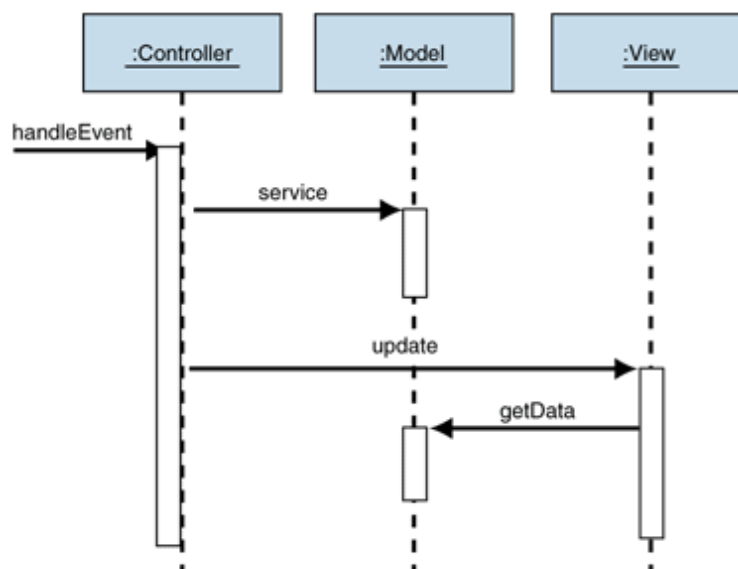 :Controller
:Model
:View
handleEvent
service
update
getData